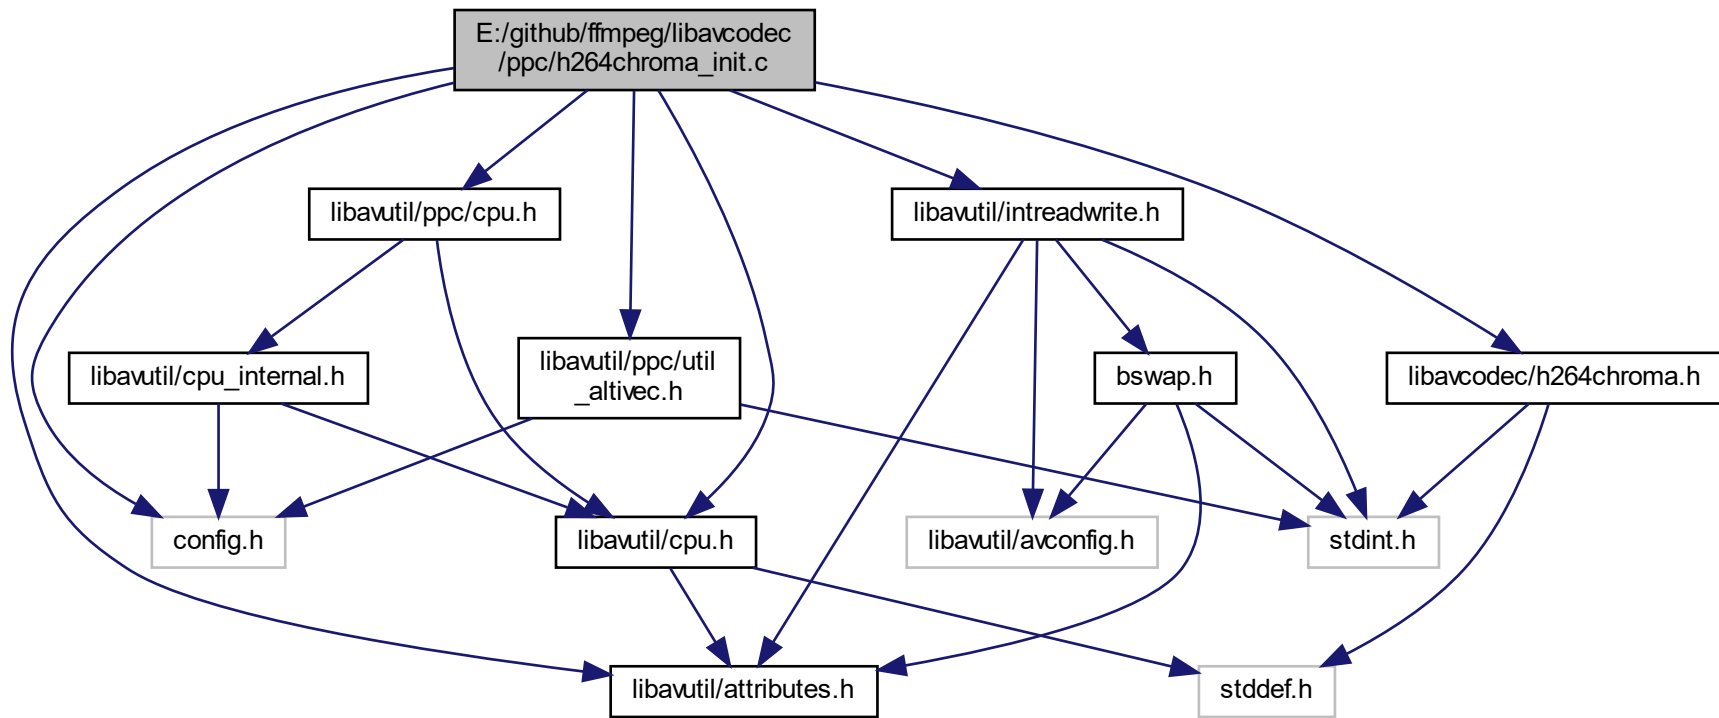 E:/github/ffmpeg/libavcodec
/ppc/h264chroma_init.c
libavutil/ppc/cpu.h
libavutil/intreadwrite.h
libavutil/cpu_internal.h
libavutil/ppc/util
_altivec.h
bswap.h
libavcodec/h264chroma.h
config.h
libavutil/cpu.h
libavutil/avconfig.h
stdint.h
libavutil/attributes.h
stddef.h